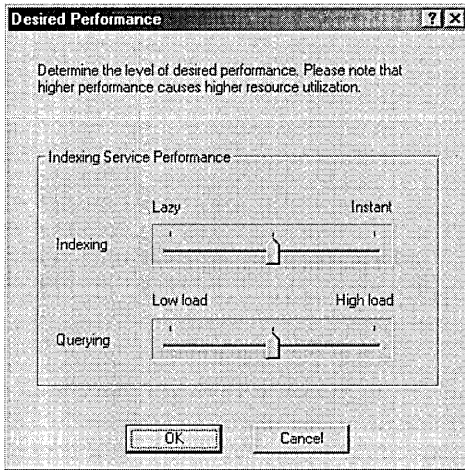 Desired Performance
Determine the level of desired performance. Please note that
higher performance causes higher resource utilization.
Indexing Service Performance
Lazy Instant
Indexing
Low load High load
Querying
OK Cancel